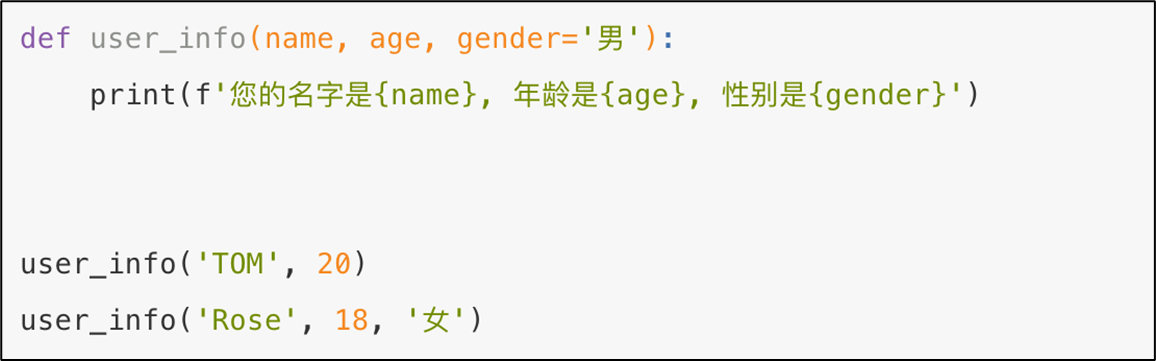 def user_info(name, age, gender='男'):
    print(f'您的名字是{name}, 年龄是{age}, 性别是{gender}')
user_info('TOM', 20)
user_info('Rose', 18, '女')